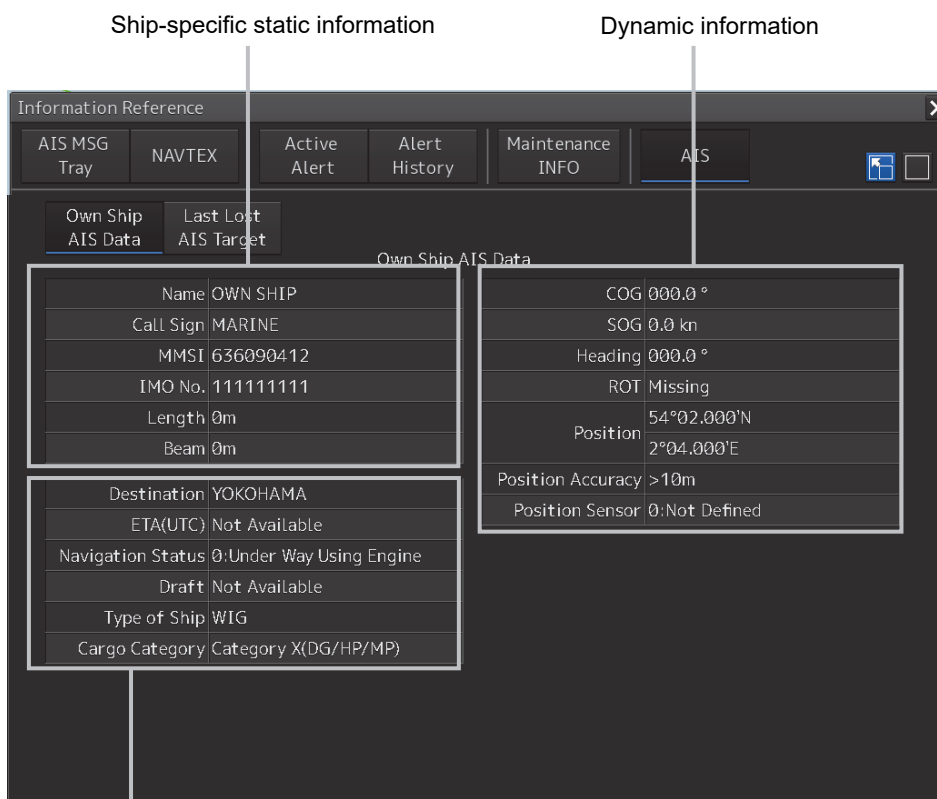 Ship-specific static information
Dynamic information
Information Reference
AIS MSG Tray
NAVTEX
Active Alert
Alert History
Maintenance INFO
AIS
Own Ship AIS Data
Last Lost AIS Target
Own Ship AIS Data
Name OWN SHIP
Call Sign MARINE
MMSI 636090412
IMO No. 111111111
Length 0m
Beam 0m
Destination YOKOHAMA
ETA(UTC) Not Available
Navigation Status 0:Under Way Using Engine
Draft Not Available
Type of Ship WIG
Cargo Category Category X(DG/HP/MP)
COG 000.0 °
SOG 0.0 kn
Heading 000.0 °
ROT Missing
Position 54°02.000'N
2°04.000'E
Position Accuracy >10m
Position Sensor 0:Not Defined